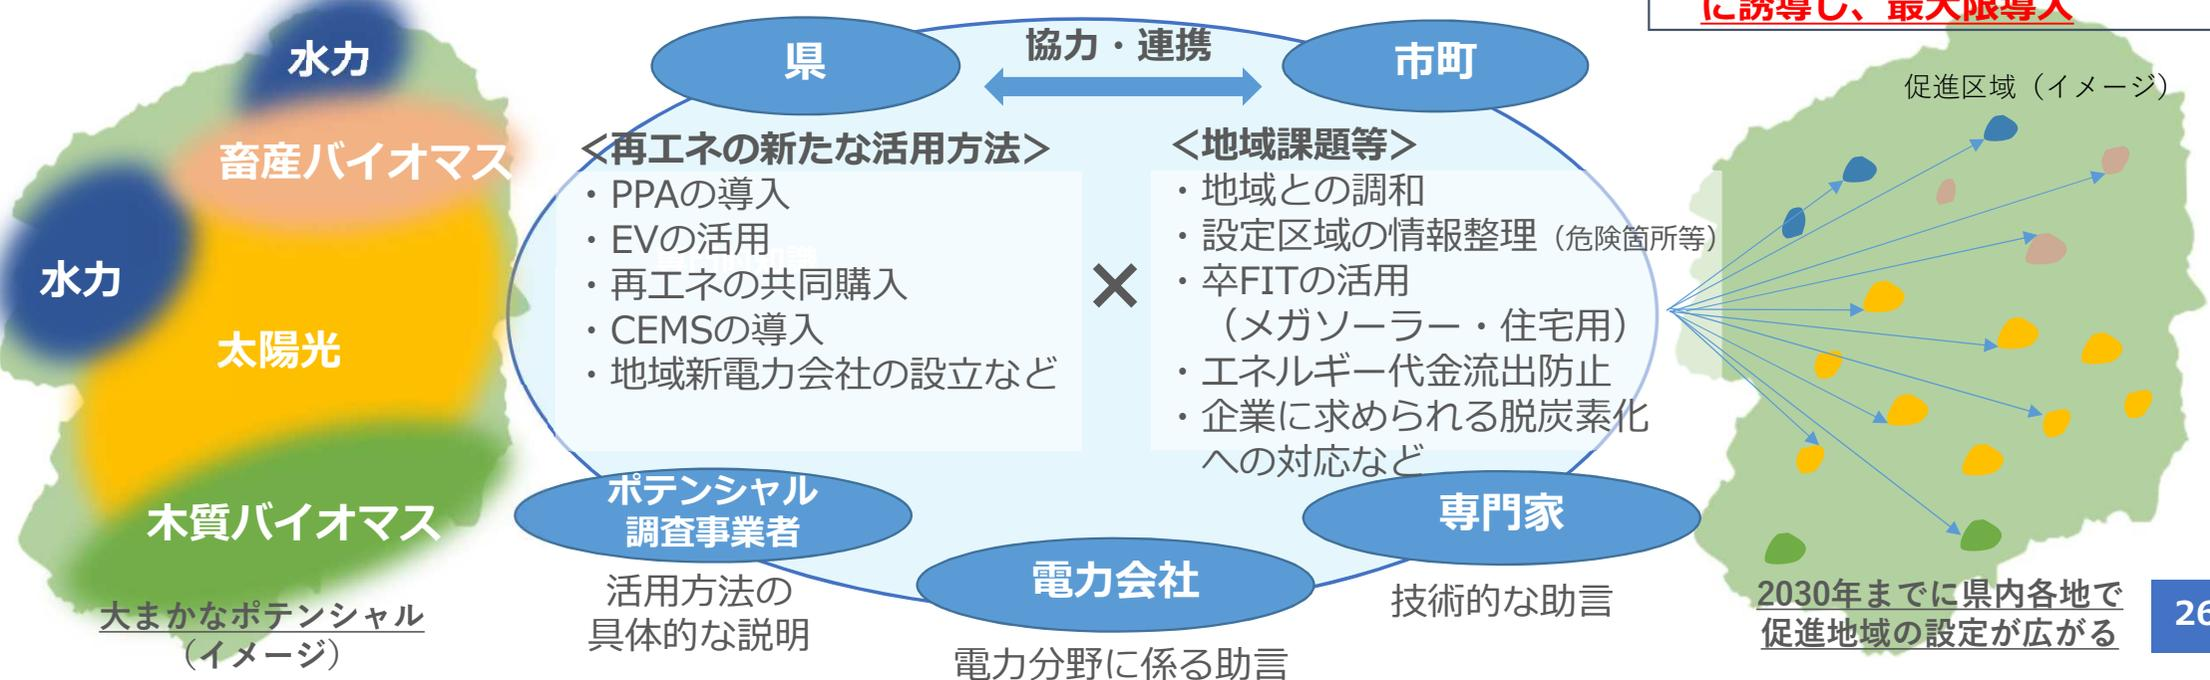 に誘導し、最大限導入
水力
畜産バイオマス
水力
太陽光
木質バイオマス
大まかなポテンシャル
（イメージ）
県
協力・連携
市町
＜再エネの新たな活用方法＞
・PPAの導入
・EVの活用
・再エネの共同購入
・CEMSの導入
・地域新電力会社の設立など
×
＜地域課題等＞
・地域との調和
・設定区域の情報整理（危険箇所等）
・卒FITの活用
（メガソーラー・住宅用）
・エネルギー代金流出防止
・企業に求められる脱炭素化
への対応など
ポテンシャル
調査事業者
活用方法の
具体的な説明
電力会社
電力分野に係る助言
専門家
技術的な助言
促進区域（イメージ）
2030年までに県内各地で
促進地域の設定が広がる
26